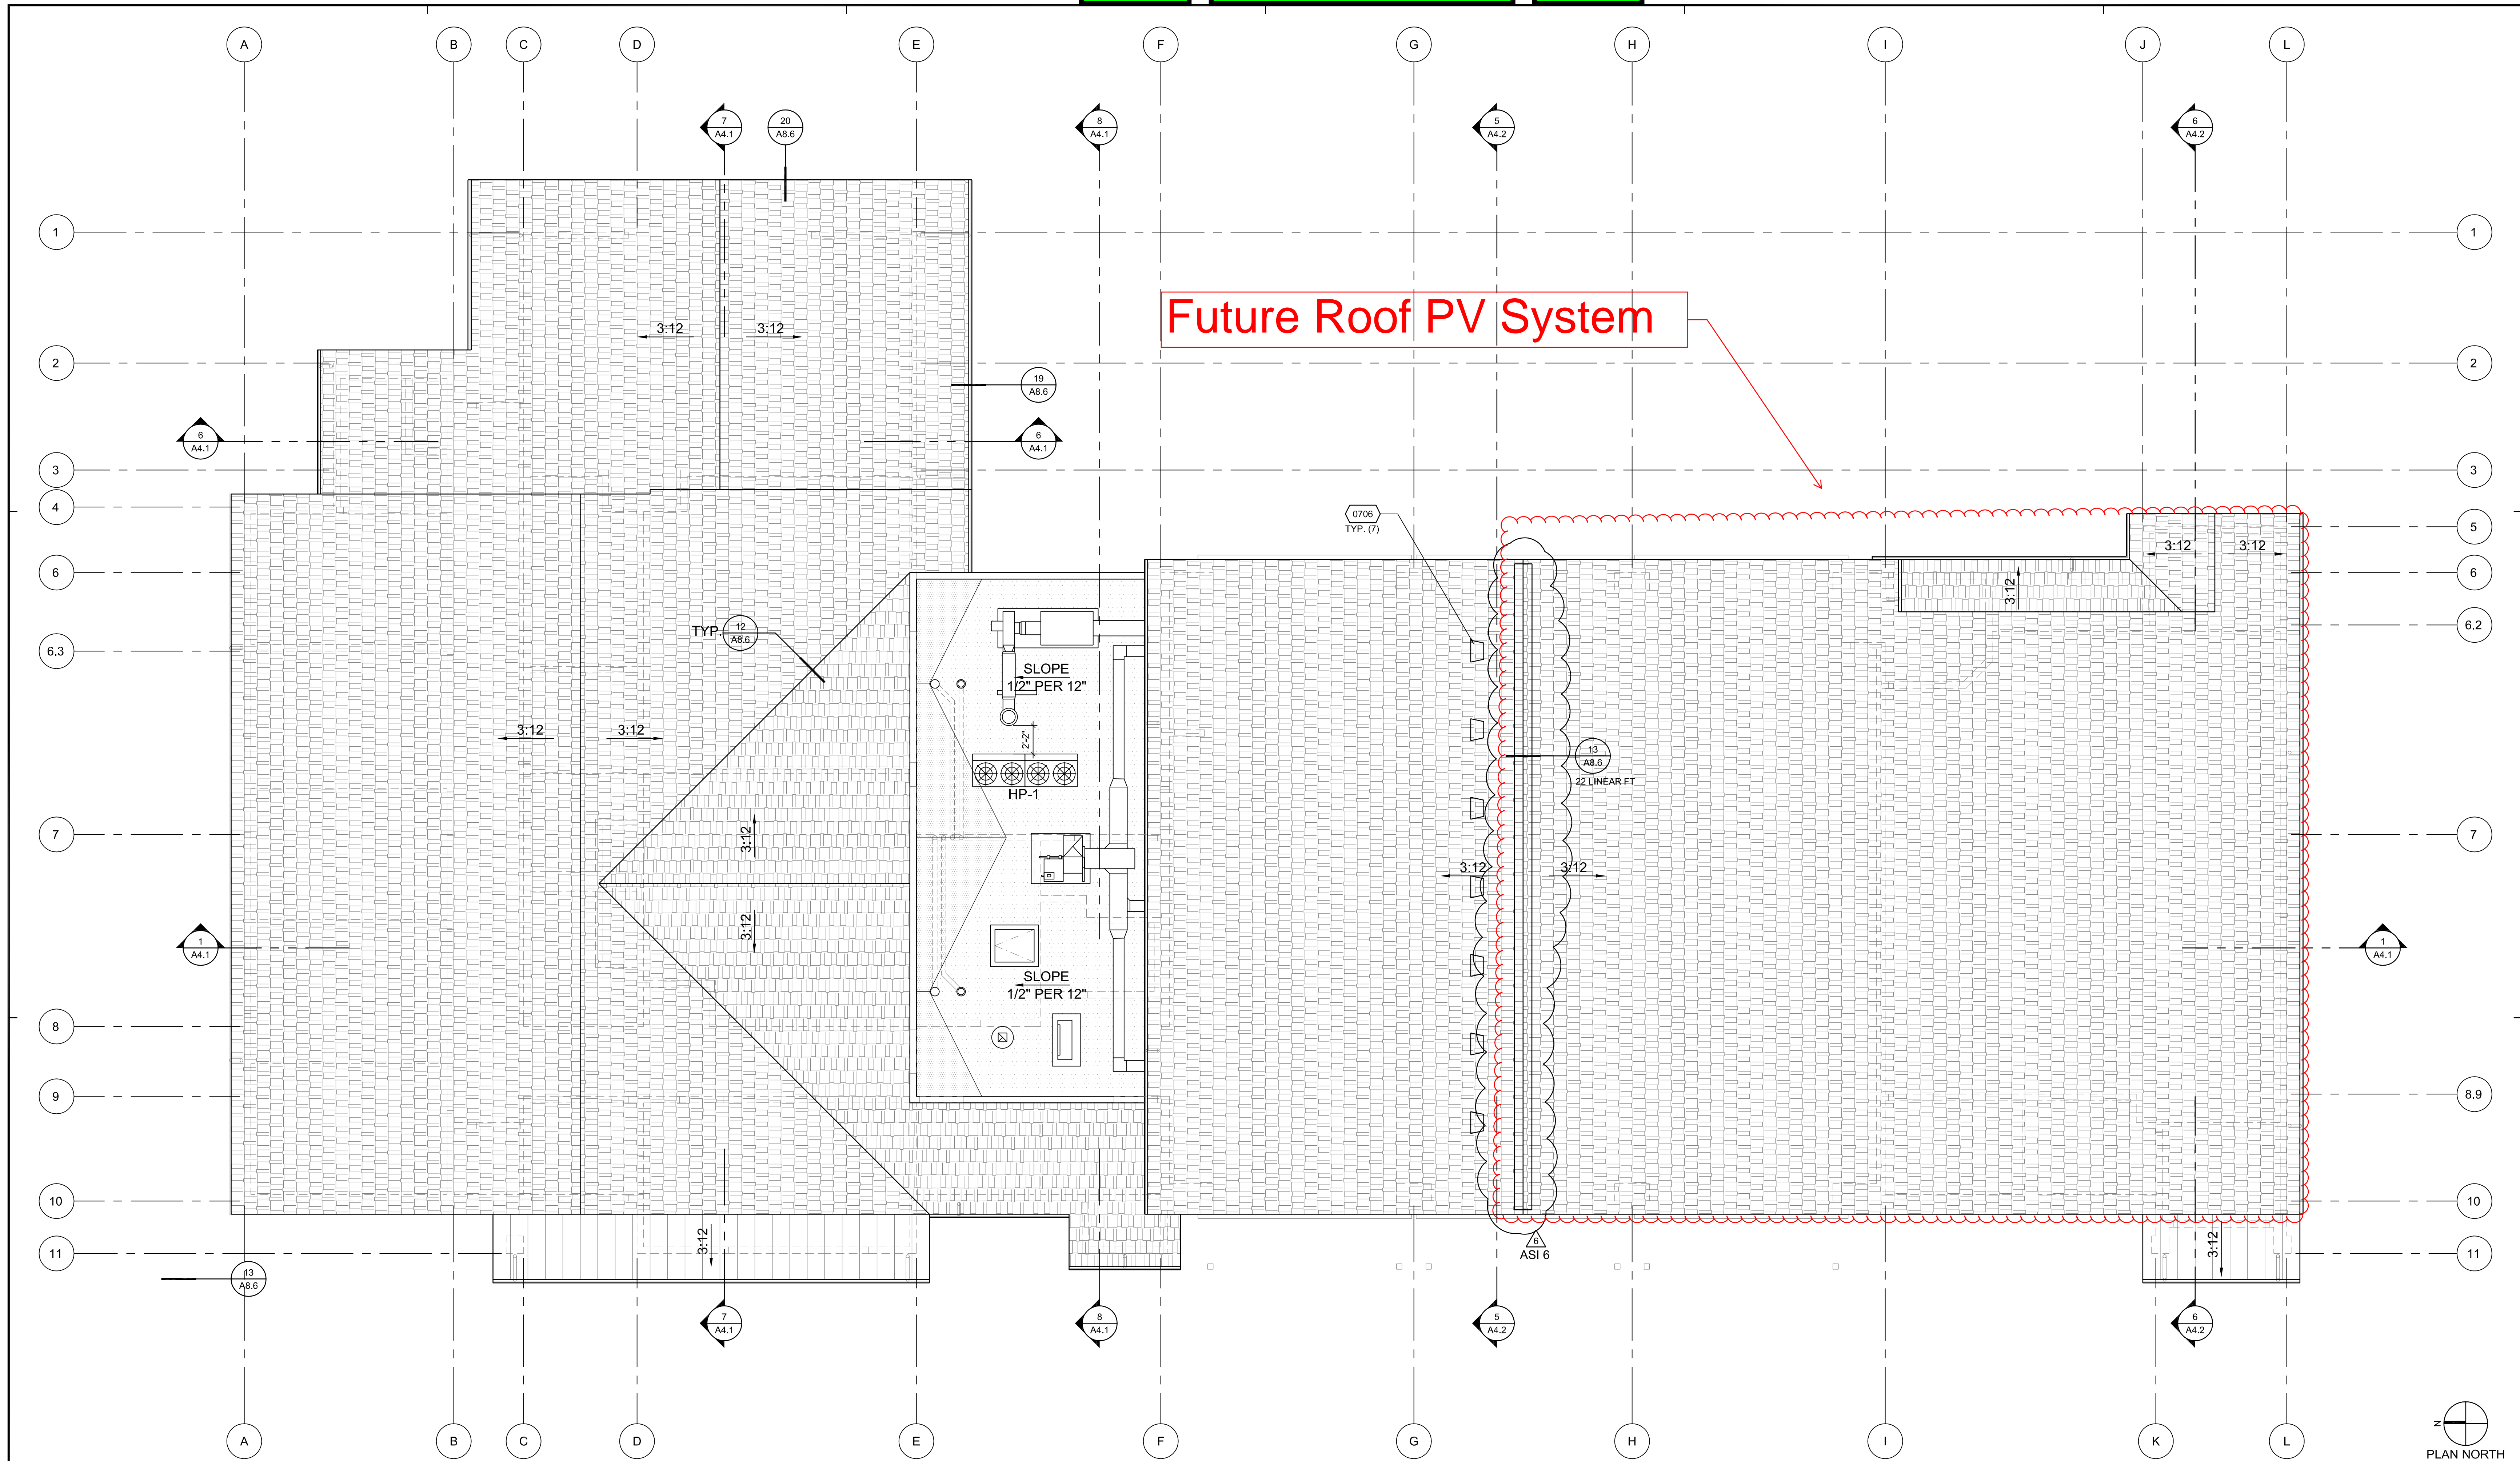 A
B
C
D
E
F
G
H
I
J
L
7
A4.1
20
A8.6
8
A4.1
5
A4.2
6
A4.2
1
1
Future Roof PV System
3:12
3:12
2
2
19
A8.6
6
A4.1
6
A4.1
3
3
4
0706
TYP. (7)
5
3:12
3:12
6
6
3:12
TYP.
12
A8.6
6.2
6.3
SLOPE
1/2" PER 12"
2'-2"
3:12
3:12
13
A8.6
22 LINEAR FT
HP-1
7
3:12
7
3:12
3:12
3:12
1
A4.1
1
A4.1
SLOPE
1/2" PER 12"
8
9
8.9
10
10
3:12
3:12
6
ASI 6
11
11
13
A8.6
7
A4.1
8
A4.1
5
A4.2
6
A4.2
A
B
C
D
E
F
G
H
I
K
L
N
PLAN NORTH